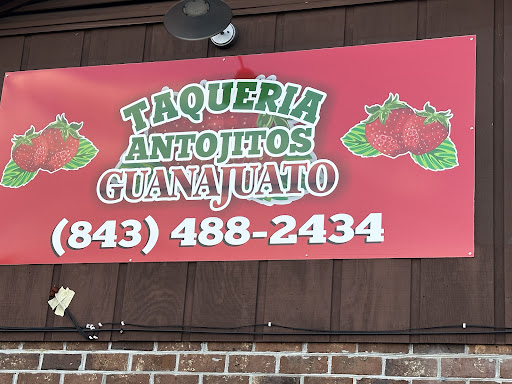 TAQUERIA
ANTOJITOS
GUANAJUATO
(843) 488-2434